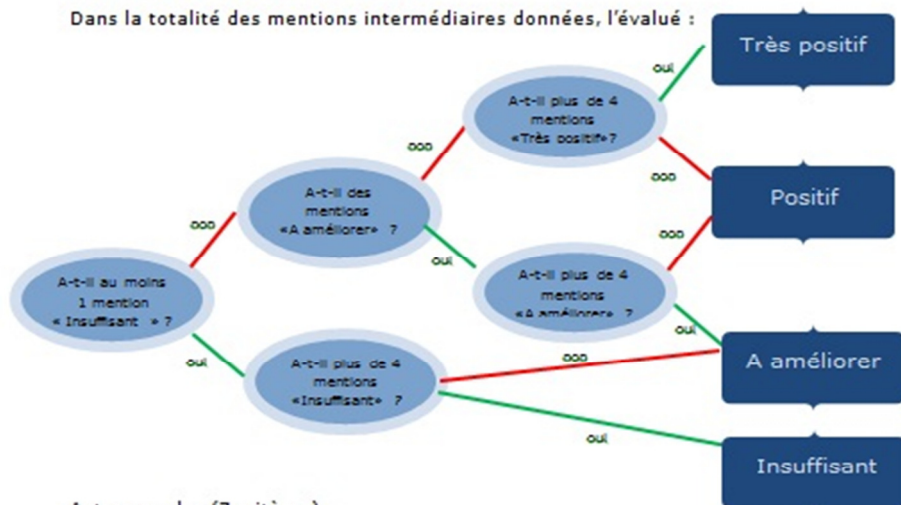 Dans la totalité des mentions intermédiaires données, l'évalué :
Très positif
oui
A-t-il plus de 4
mentions
«Très positif»?
non
non
Positif
A-t-il des
mentions
«A améliorer» ?
non
non
oui
A-t-il plus de 4
mentions
«A améliorer» ?
A-t-il au moins
1 mention
« Insuffisant » ?
oui
oui
non
A améliorer
A-t-il plus de 4
mentions
«Insuffisant» ?
oui
Insuffisant